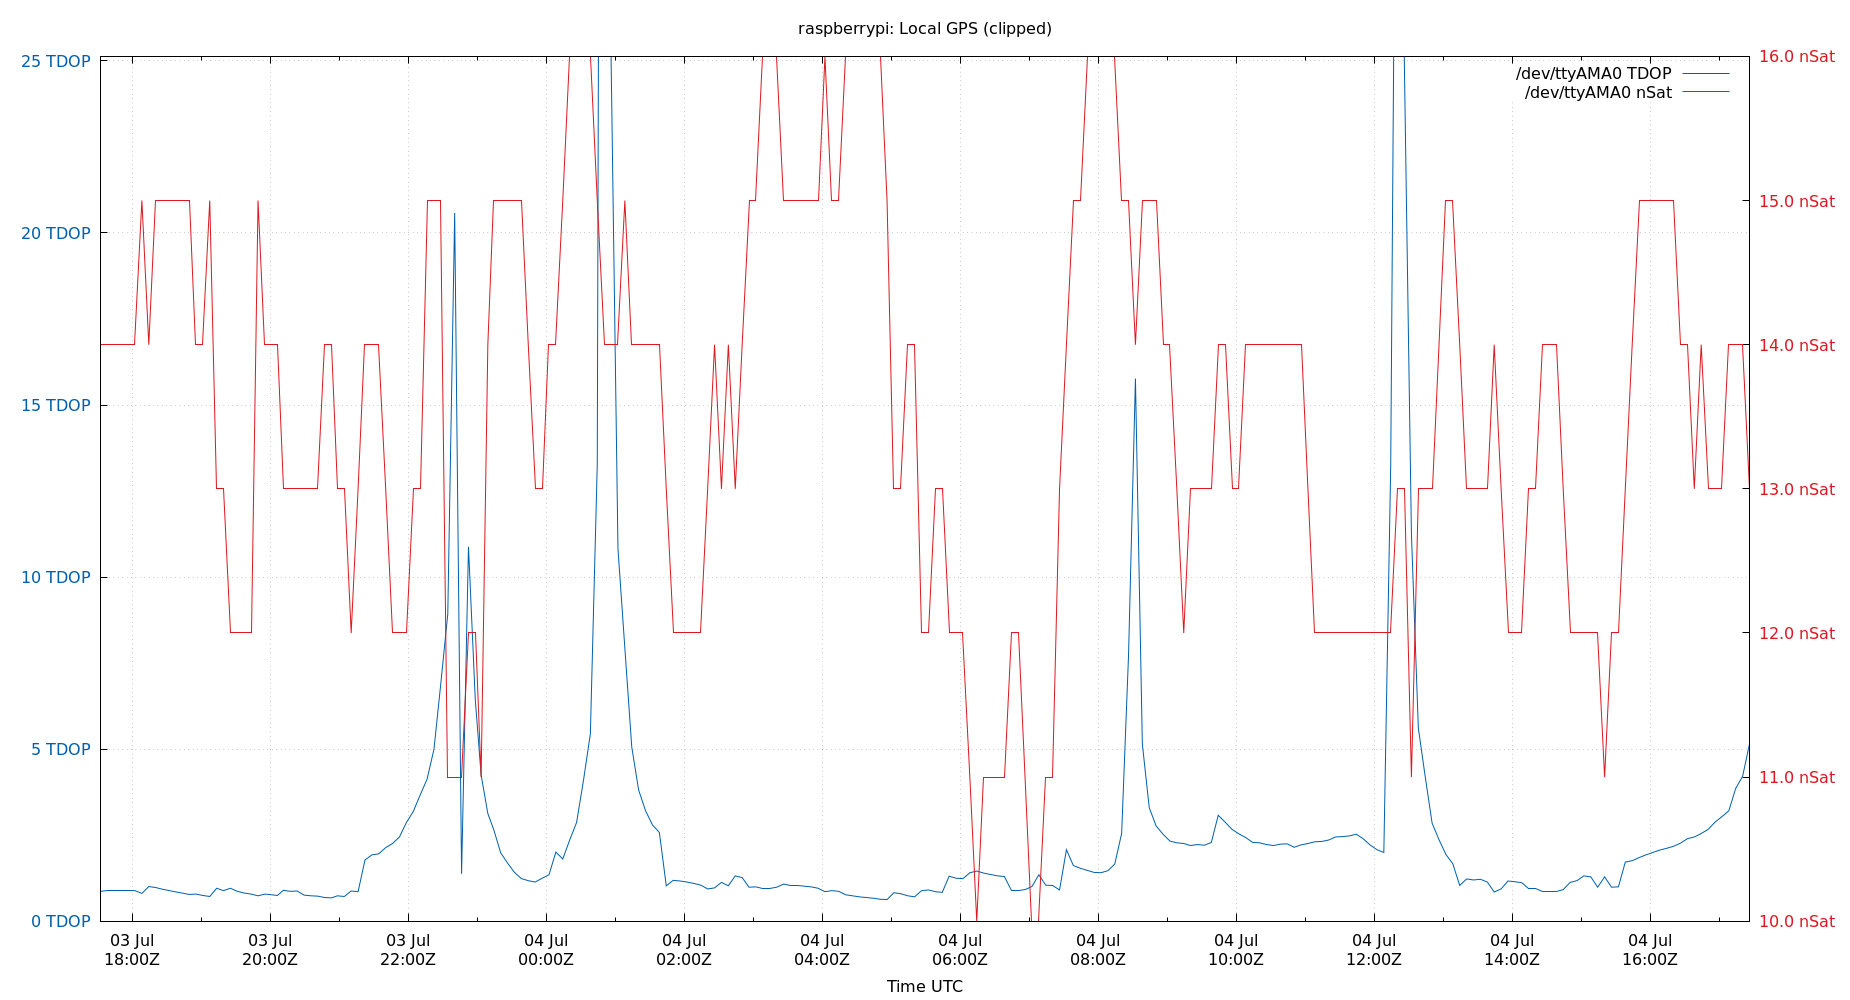 raspberrypi: Local GPS (clipped)
25 TDOP
20 TDOP
15 TDOP
10 TDOP
5 TDOP
0 TDOP
16.0 nSat
15.0 nSat
14.0 nSat
13.0 nSat
12.0 nSat
11.0 nSat
10.0 nSat
/dev/ttyAMA0 TDOP
/dev/ttyAMA0 nSat
03 Jul
18:00Z
03 Jul
20:00Z
03 Jul
22:00Z
04 Jul
00:00Z
04 Jul
02:00Z
04 Jul
04:00Z
04 Jul
06:00Z
04 Jul
08:00Z
04 Jul
10:00Z
04 Jul
12:00Z
04 Jul
14:00Z
04 Jul
16:00Z
Time UTC